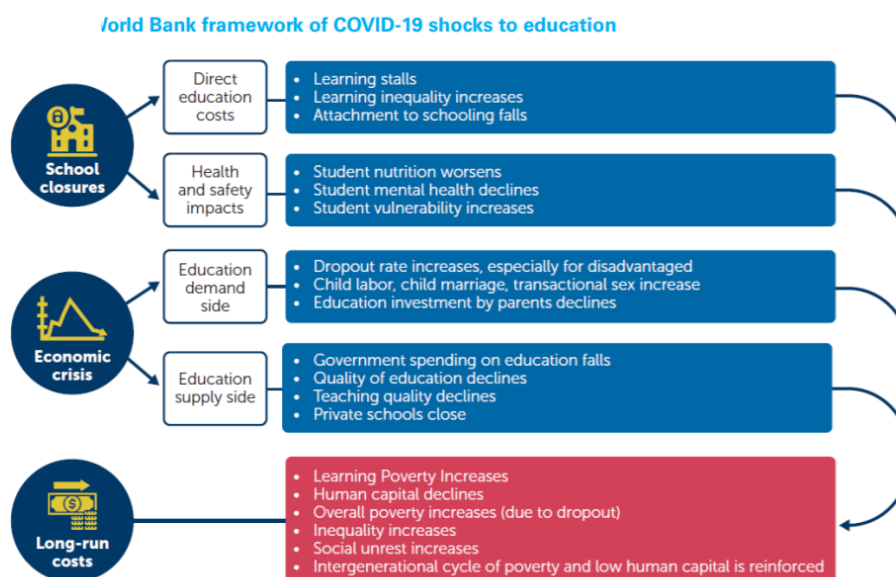 World Bank framework of COVID-19 shocks to education
School
closures
Direct
education
costs
• Learning stalls
• Learning inequality increases
• Attachment to schooling falls
Health
and safety
impacts
• Student nutrition worsens
• Student mental health declines
• Student vulnerability increases
Economic
crisis
Education
demand
side
• Dropout rate increases, especially for disadvantaged
• Child labor, child marriage, transactional sex increase
• Education investment by parents declines
Education
supply side
• Government spending on education falls
• Quality of education declines
• Teaching quality declines
• Private schools close
Long-run
costs
• Learning Poverty Increases
• Human capital declines
• Overall poverty increases (due to dropout)
• Inequality increases
• Social unrest increases
• Intergenerational cycle of poverty and low human capital is reinforced